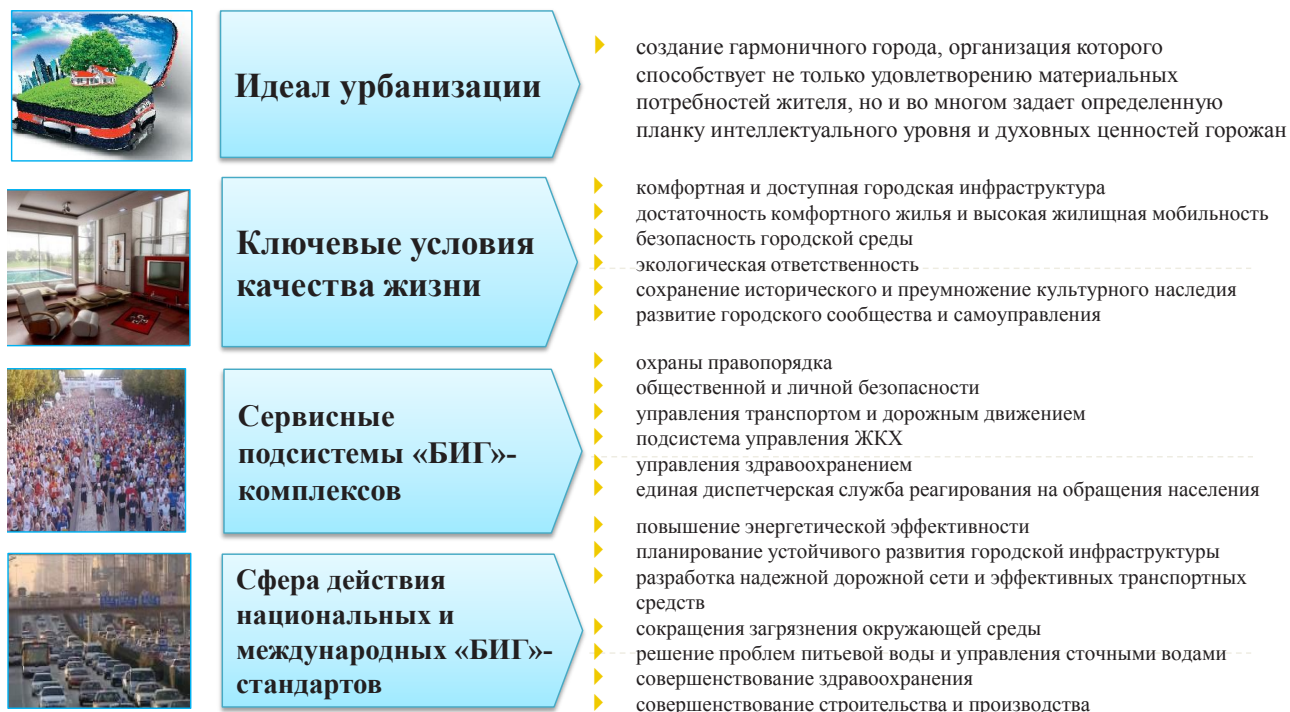 Идеал урбанизации
создание гармоничного города, организация которого
способствует не только удовлетворению материальных
потребностей жителя, но и во многом задает определенную
планку интеллектуального уровня и духовных ценностей горожан
Ключевые условия
качества жизни
комфортная и доступная городская инфраструктура
достаточность комфортного жилья и высокая жилищная мобильность
безопасность городской среды
экологическая ответственность
сохранение исторического и преумножение культурного наследия
развитие городского сообщества и самоуправления
Сервисные
подсистемы «БИГ»-
комплексов
охраны правопорядка
общественной и личной безопасности
управления транспортом и дорожным движением
подсистема управления ЖКХ
управления здравоохранением
единая диспетчерская служба реагирования на обращения населения
Сфера действия
национальных и
международных «БИГ»-
стандартов
повышение энергетической эффективности
планирование устойчивого развития городской инфраструктуры
разработка надежной дорожной сети и эффективных транспортных
средств
сокращения загрязнения окружающей среды
решение проблем питьевой воды и управления сточными водами
совершенствование здравоохранения
совершенствование строительства и производства